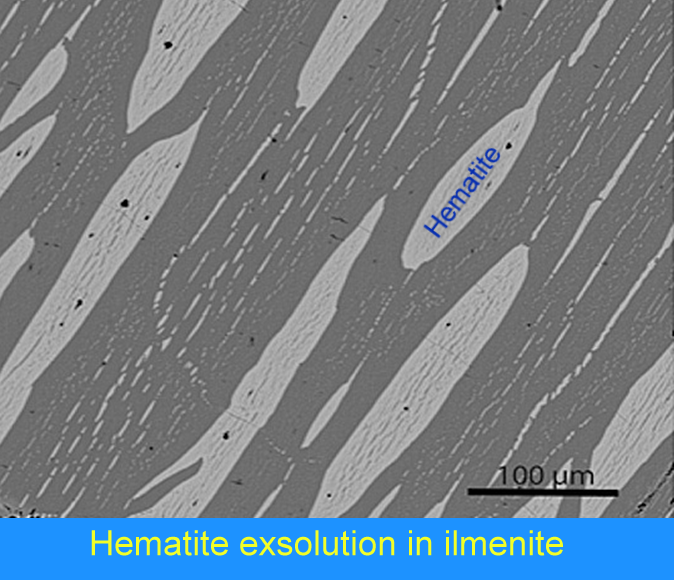 Hematite
100 µm
Hematite exsolution in ilmenite